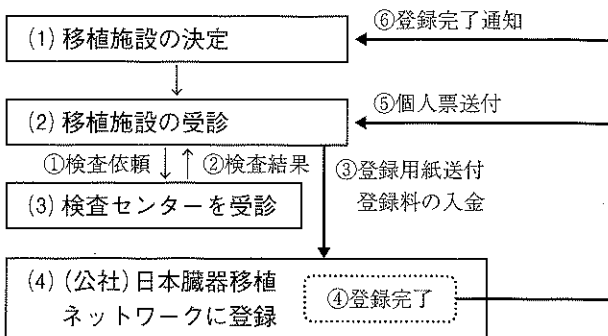 (1) 移植施設の決定
⑥登録完了通知
(2) 移植施設の受診
⑤個人票送付
①検査依頼
②検査結果
③登録用紙送付
登録料の入金
(3) 検査センターを受診
(4) (公社)日本臓器移植
ネットワークに登録
④登録完了